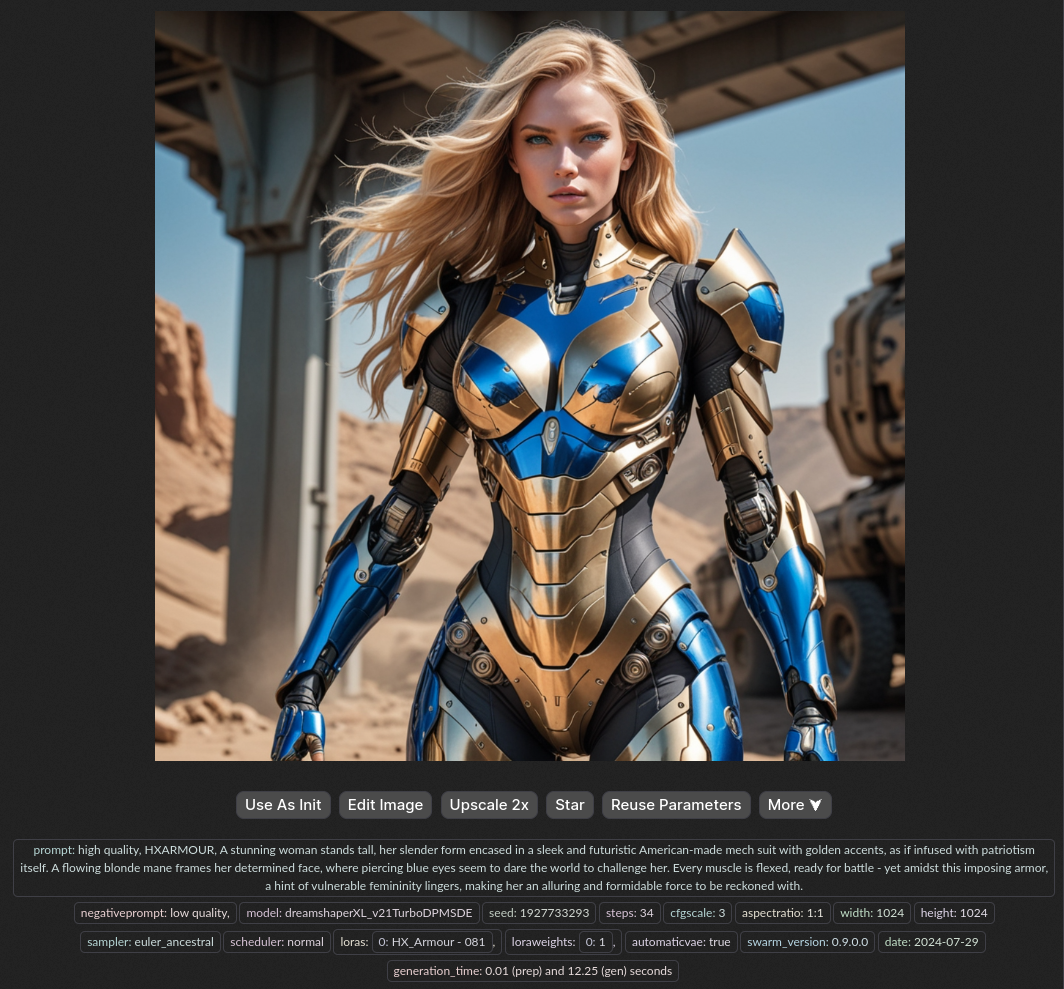 Use As Init Edit Image Upscale 2x Star Reuse Parameters More
prompt: high quality, HXARMOUR, A stunning woman stands tall, her slender form encased in a sleek and futuristic American-made mech suit with golden accents, as if infused with patriotism
itself. A flowing blonde mane frames her determined face, where piercing blue eyes seem to dare the world to challenge her. Every muscle is flexed, ready for battle - yet amidst this imposing armor,
a hint of vulnerable femininity lingers, making her an alluring and formidable force to be reckoned with.
negativeprompt: low quality, model: dreamshaperXL_v21TurboDPMSDE seed: 1927733293 steps: 34 cfgscale: 3 aspectratio: 1:1 width: 1024 height: 1024
sampler: euler_ancestral scheduler: normal loras: 0: HX_Armour - 081 , loraweights: 0: 1 , automaticvae: true swarm_version: 0.9.0.0 date: 2024-07-29
generation_time: 0.01 (prep) and 12.25 (gen) seconds